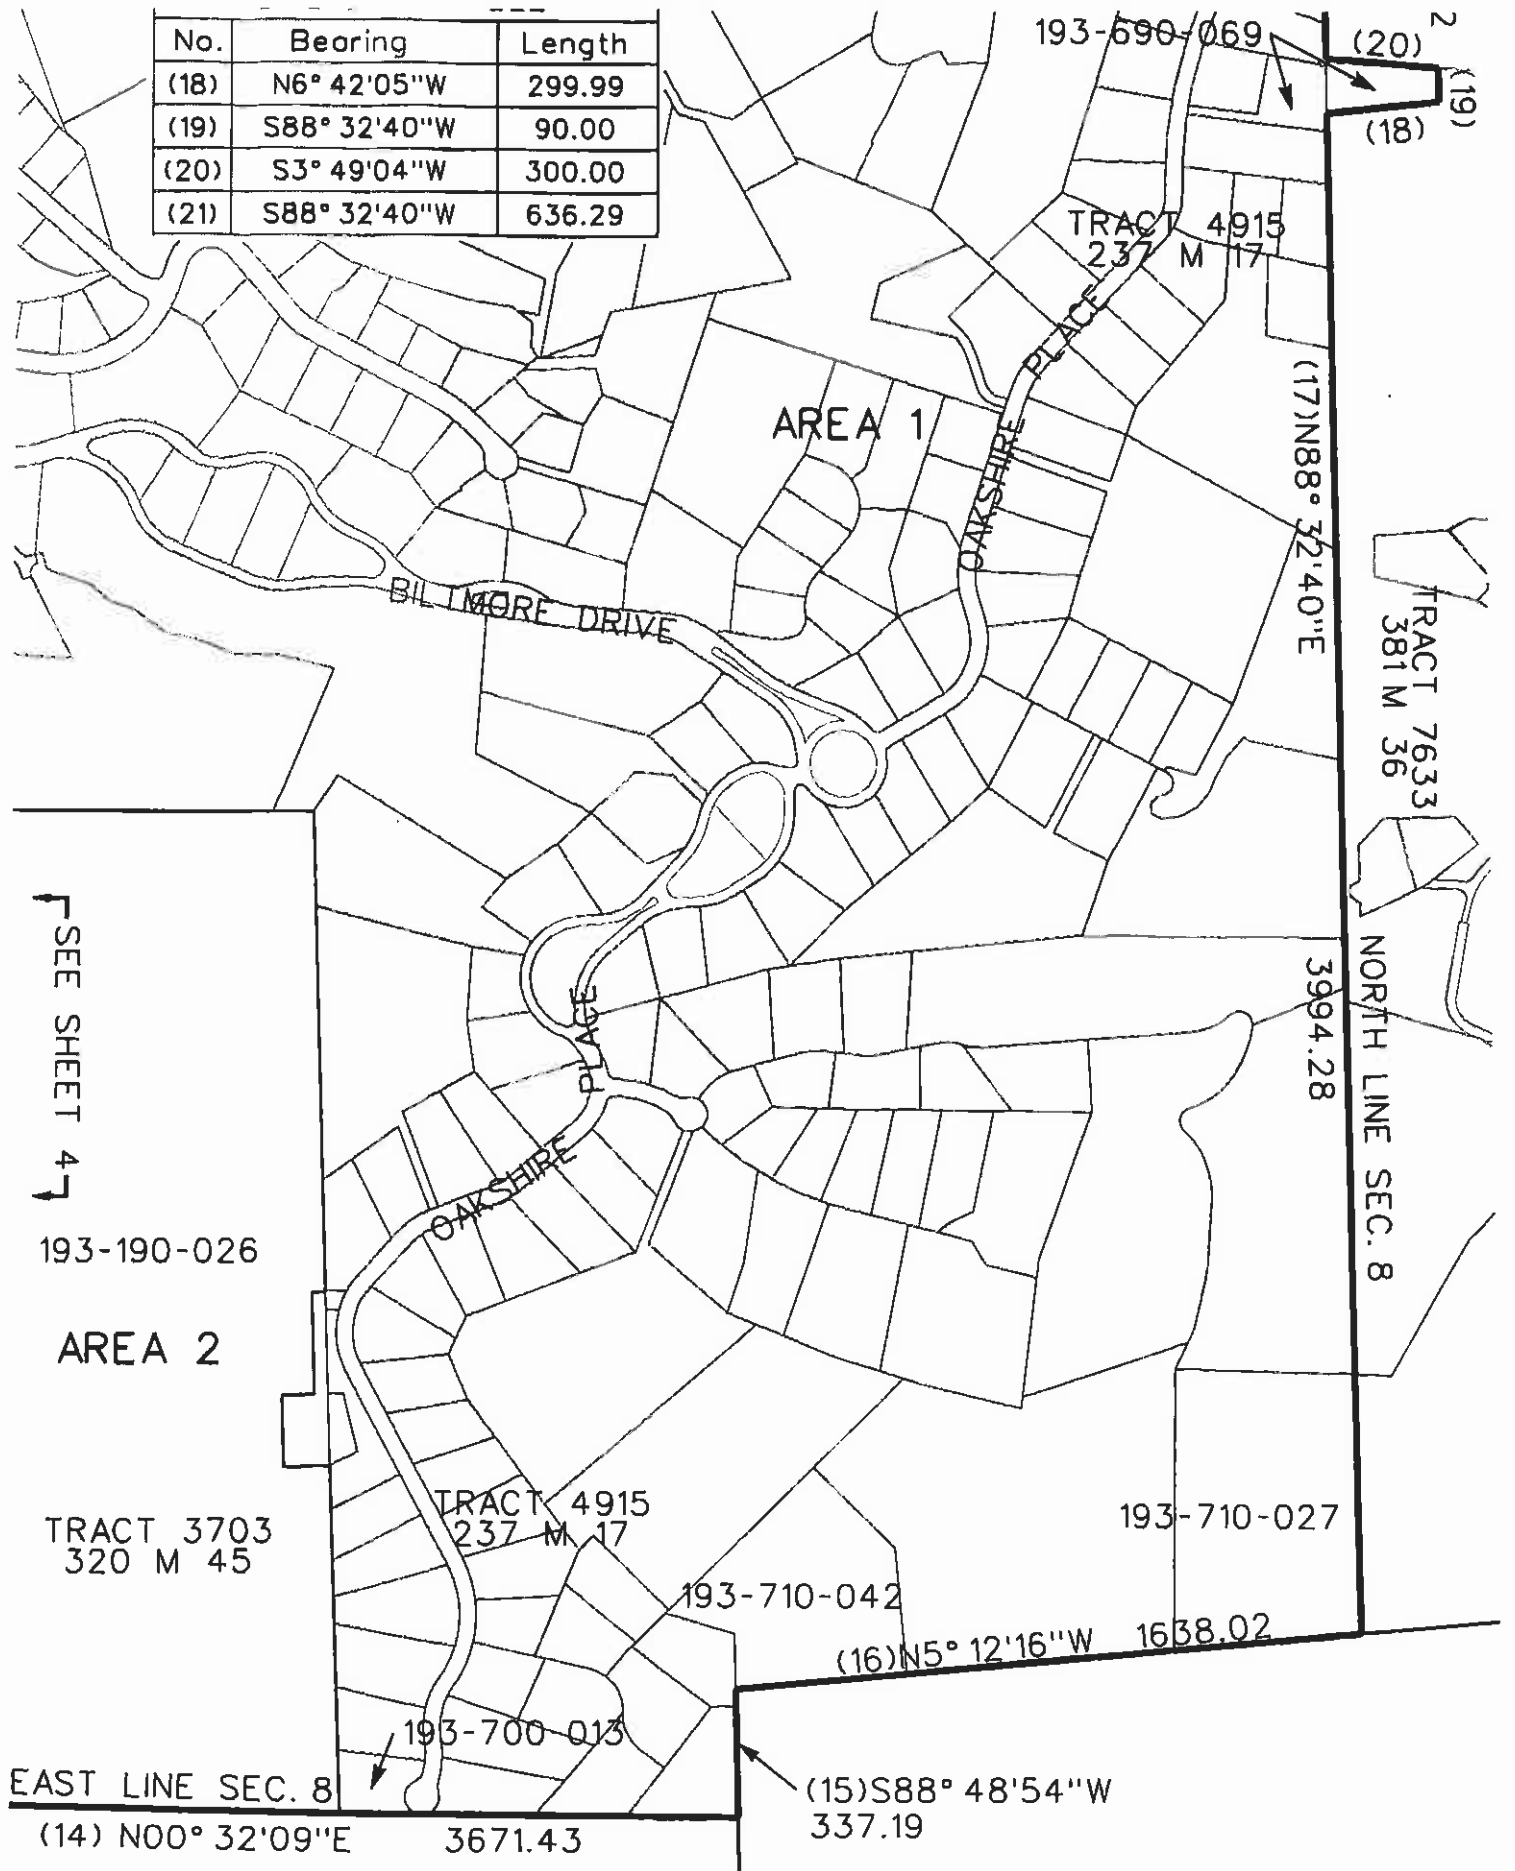 No. Bearing Length
(18) N6° 42'05"W 299.99
(19) S88° 32'40"W 90.00
(20) S3° 49'04"W 300.00
(21) S88° 32'40"W 636.29
193-690-069
2
(20)
(19)
(18)
TRACT 4915
237 M 17
OAKSHIRE PLACE
AREA 1
(17)N88° 32'40"E
3994.28
BILTMORE DRIVE
TRACT 7633
381 M 36
NORTH LINE SEC. 8
SEE SHEET 4
OAKSHIRE PLACE
193-190-026
AREA 2
TRACT 3703
320 M 45
TRACT 4915
237 M 17
193-710-027
193-710-042
(16)N5° 12'16"W 1638.02
193-700-013
EAST LINE SEC. 8
(14) N00° 32'09"E 3671.43
(15)S88° 48'54"W
337.19